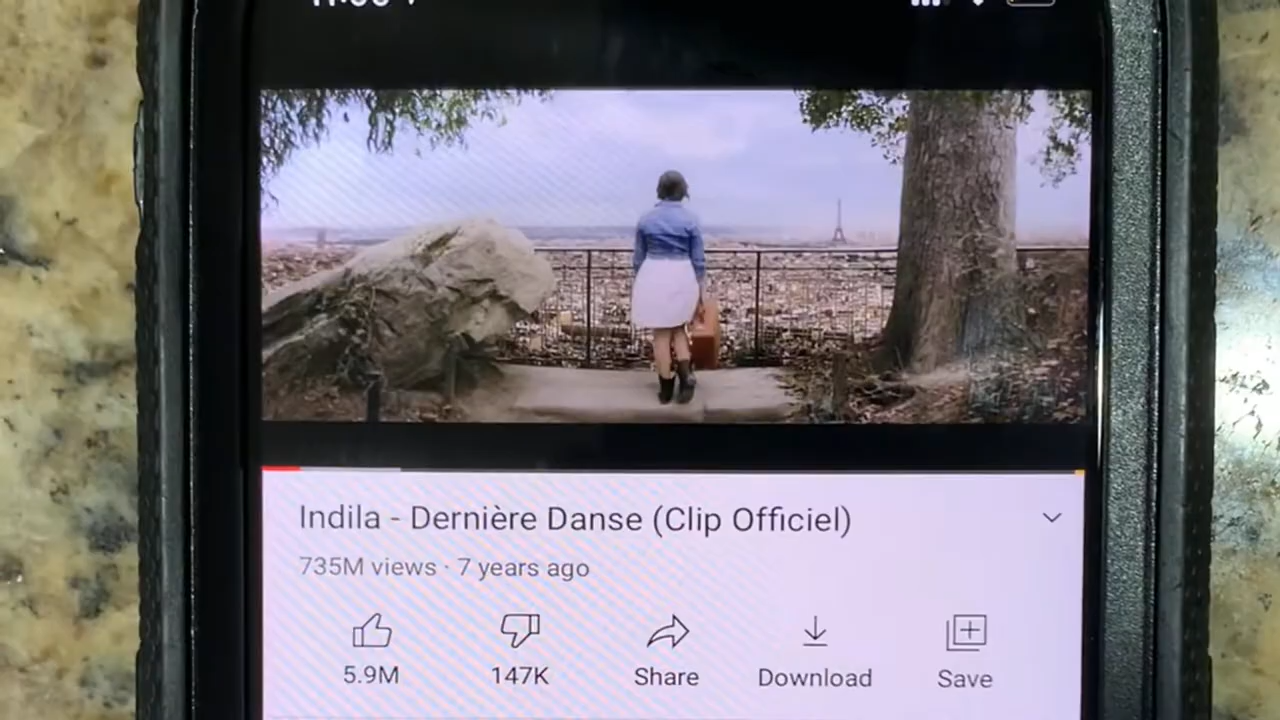 Indila - Dernière Danse (Clip Officiel)
735M views · 7 years ago
5.9M 147K Share Download Save